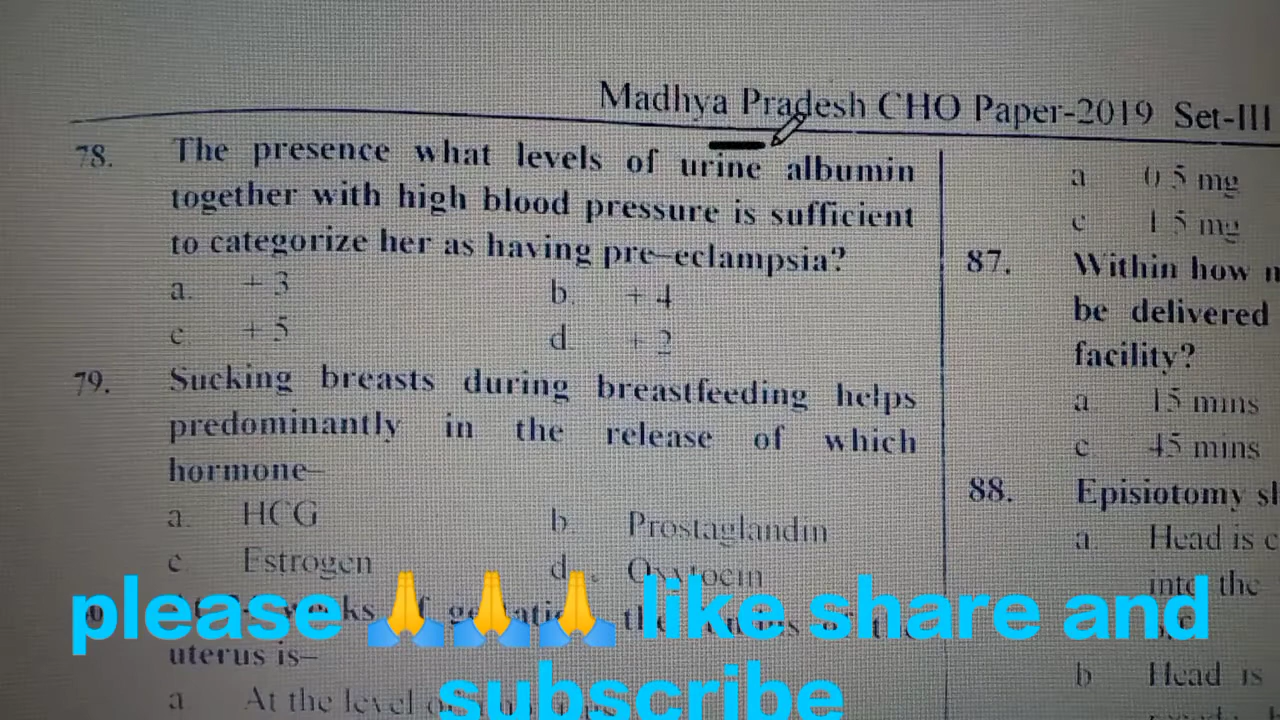 Madhya Pradesh CHO Paper-2019 Set-III
78. The presence what levels of urine albumin
together with high blood pressure is sufficient
to categorize her as having pre-eclampsia?
a. + 3 b. + 4
c + 5 d. + 2
79. Sucking breasts during breastfeeding helps
predominantly in the release of which
hormone-
a. HCG b. Prostaglandin
c Estrogen d. Oxytocin
uterus is-
a At the level
a 0.5 mg
c 1.5 mg
87. Within how
be delivered
facility?
a 15 mins
c 45 mins
88. Episiotomy
a. Head is
into the
b Head is
please 🙏🙏🙏 like share and
subscribe